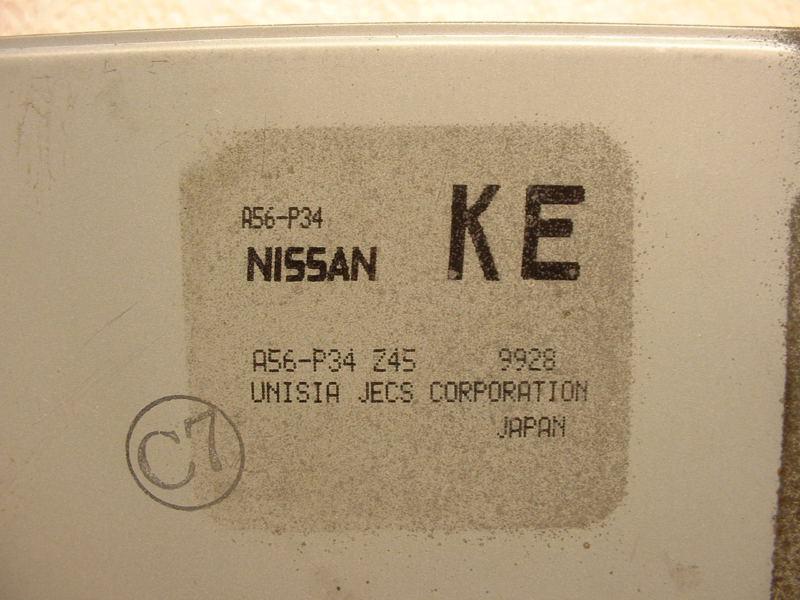 A56-P34
NISSAN KE
A56-P34 Z45 9928
UNISIA JECS CORPORATION
JAPAN
C7